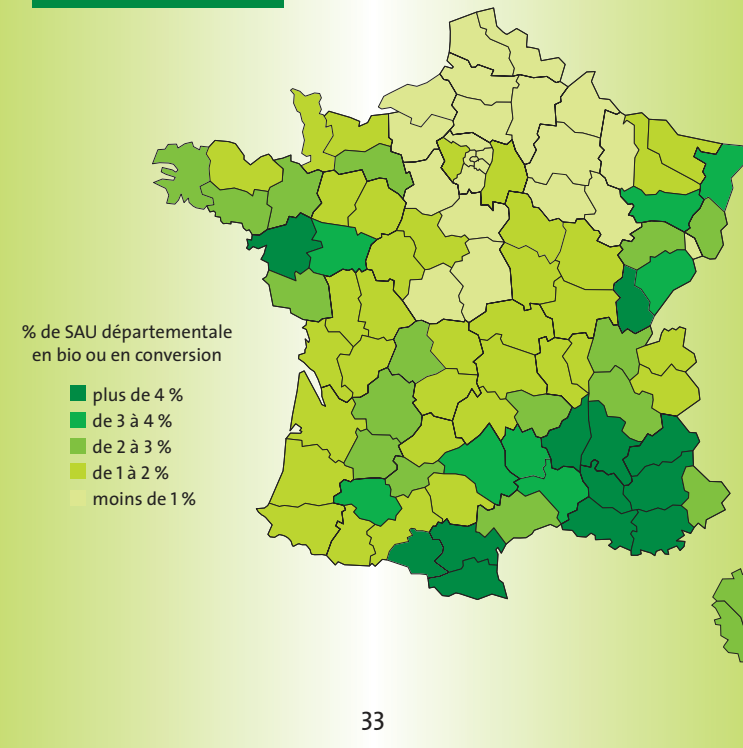 % de SAU départementale
en bio ou en conversion
plus de 4 %
de 3 à 4 %
de 2 à 3 %
de 1 à 2 %
moins de 1 %
33